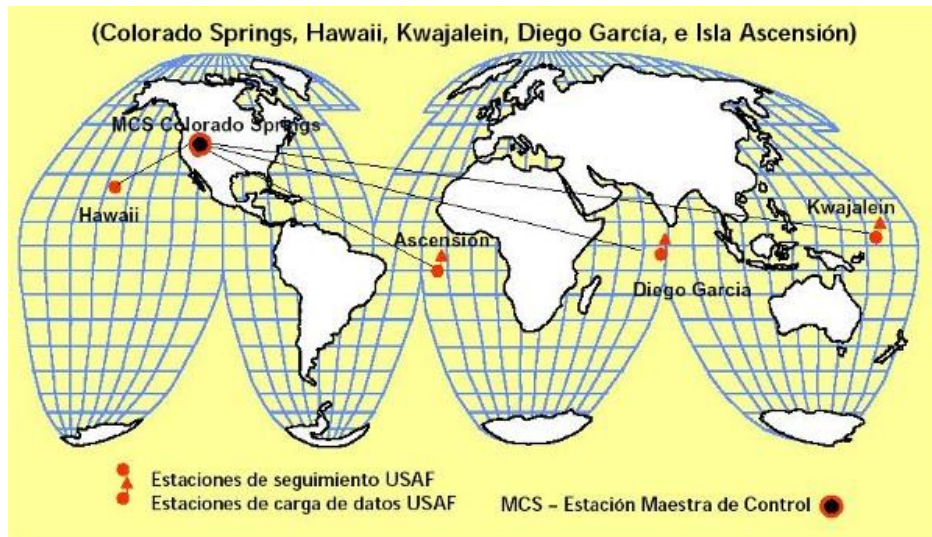 (Colorado Springs, Hawaii, Kwajalein, Diego García, e Isla Ascensión)
MCS Colorado Springs
Hawaii
Kwajalein
Ascensión
Diego Garcia
Estaciones de seguimiento USAF
Estaciones de carga de datos USAF
MCS – Estación Maestra de Control